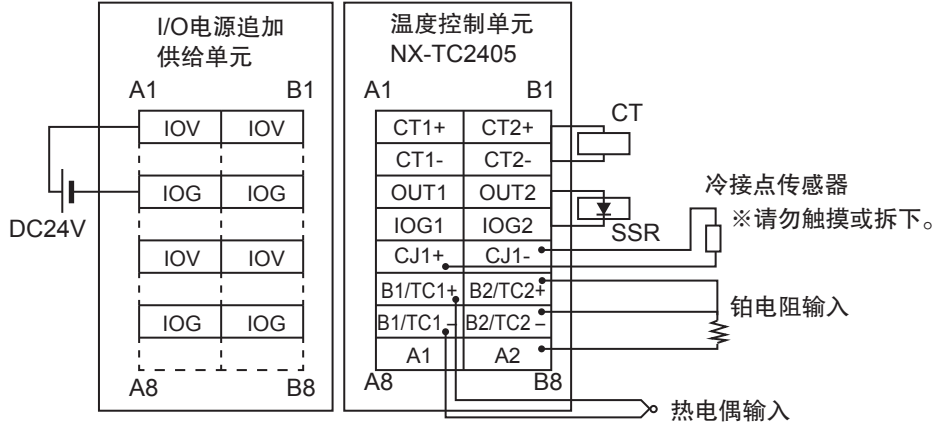 I/O电源追加
供给单元
A1 B1
IOV IOV
IOG IOG
IOV IOV
IOG IOG
A8 B8
DC24V
温度控制单元
NX-TC2405
A1 B1
CT1+ CT2+
CT1- CT2-
OUT1 OUT2
IOG1 IOG2
CJ1+ CJ1-
B1/TC1+ B2/TC2+
B1/TC1- B2/TC2-
A1 A2
A8 B8
CT
SSR
冷接点传感器
※请勿触摸或拆下。
铂电阻输入
热电偶输入